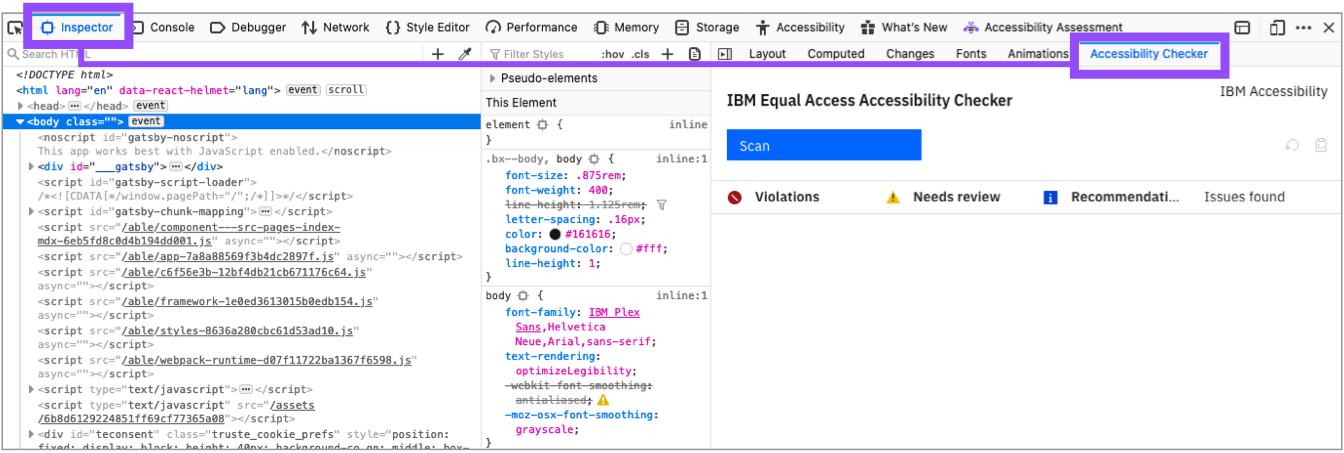 Inspector Console Debugger Network {} Style Editor Performance Memory Storage Accessibility What's New Accessibility Assessment
Search HTML
<!DOCTYPE html>
<html lang="en" data-react-helmet="lang"> event scroll
<head> </head> event
<body class=""> event
<noscript id="gatsby-noscript">
This app works best with JavaScript enabled.</noscript>
<div id="___gatsby"> </div>
<script id="gatsby-script-loader">
/*<![CDATA[*/window.pagePath="/";/*]]>*/</script>
<script id="gatsby-chunk-mapping"> </script>
<script src="/able/component---src-pages-index-
mdx-6eb5fd8c0d4b194dd001.js" async=""></script>
<script src="/able/app-7a8a88569f3b4dc2897f.js" async=""></script>
<script src="/able/c6f56e3b-12bf4db21cb671176c64.js"
async=""></script>
<script src="/able/framework-1e0ed3613015b0edb154.js"
async=""></script>
<script src="/able/styles-8636a280cbc61d53ad10.js"
async=""></script>
<script src="/able/webpack-runtime-d07f11722ba1367f6598.js"
async=""></script>
<script type="text/javascript"> </script>
<script type="text/javascript" src="/assets
/6b8d6129224851ff69cf77365a08"></script>
<div id="teconsent" class="truste_cookie_prefs" style="position:
fixed; display: block; height: 40px; background-co
Filter Styles :hov .cls +
Pseudo-elements
This Element
element { inline
}
.bx--body, body { inline:1
font-size: .875rem;
font-weight: 400;
line-height: 1.125rem;
letter-spacing: .16px;
color: #161616;
background-color: #fff;
line-height: 1;
}
body { inline:1
font-family: IBM Plex
Sans,Helvetica
Neue,Arial,sans-serif;
text-rendering:
optimizeLegibility;
-webkit-font-smoothing:
antialiased;
-moz-osx-font-smoothing:
grayscale;
}
Layout Computed Changes Fonts Animations Accessibility Checker
IBM Equal Access Accessibility Checker
IBM Accessibility
Scan
Violations Needs review Recommendati... Issues found